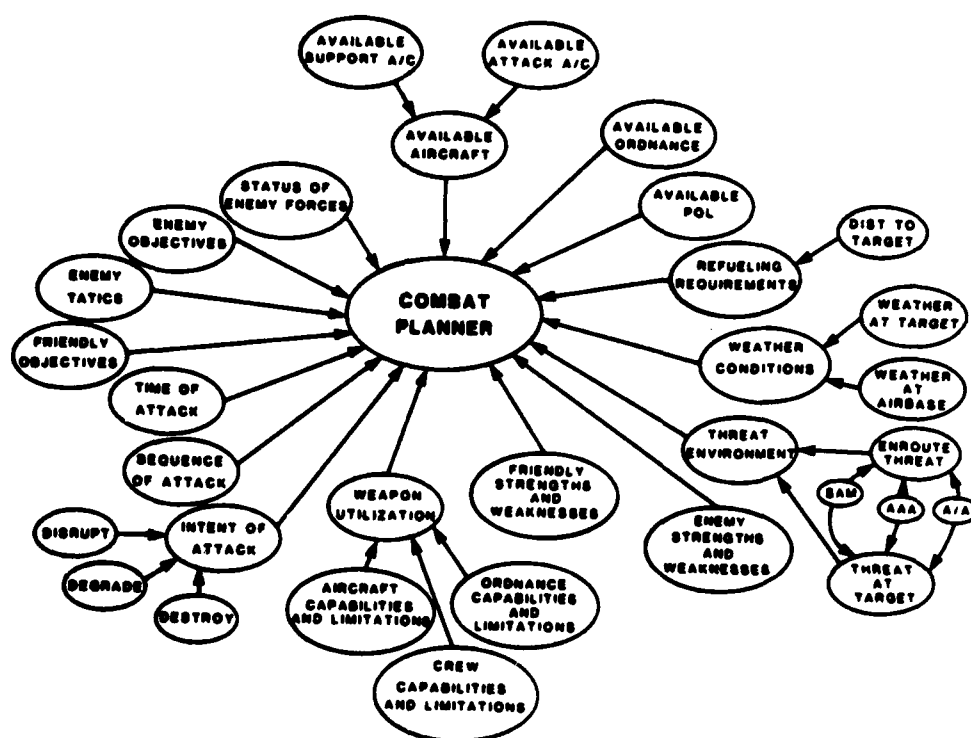 AVAILABLE
SUPPORT A/C
AVAILABLE
ATTACK A/C
AVAILABLE
AIRCRAFT
AVAILABLE
ORDNANCE
STATUS OF
ENEMY FORCES
AVAILABLE
POL
ENEMY
OBJECTIVES
DIST TO
TARGET
ENEMY
TATICS
REFUELING
REQUIREMENTS
COMBAT
PLANNER
WEATHER
AT TARGET
FRIENDLY
OBJECTIVES
WEATHER
CONDITIONS
TIME OF
ATTACK
WEATHER
AT
AIRBASE
THREAT
ENVIRONMENT
ENROUTE
THREAT
SEQUENCE
OF ATTACK
FRIENDLY
STRENGTHS
AND
WEAKNESSES
WEAPON
UTILIZATION
SAM
AAA
A/A
DISRUPT
INTENT OF
ATTACK
ENEMY
STRENGTHS
AND
WEAKNESSES
DEGRADE
THREAT
AT
TARGET
DESTROY
AIRCRAFT
CAPABILITIES
AND LIMITATIONS
ORDNANCE
CAPABILITIES
AND
LIMITATIONS
CREW
CAPABILITIES
AND LIMITATIONS